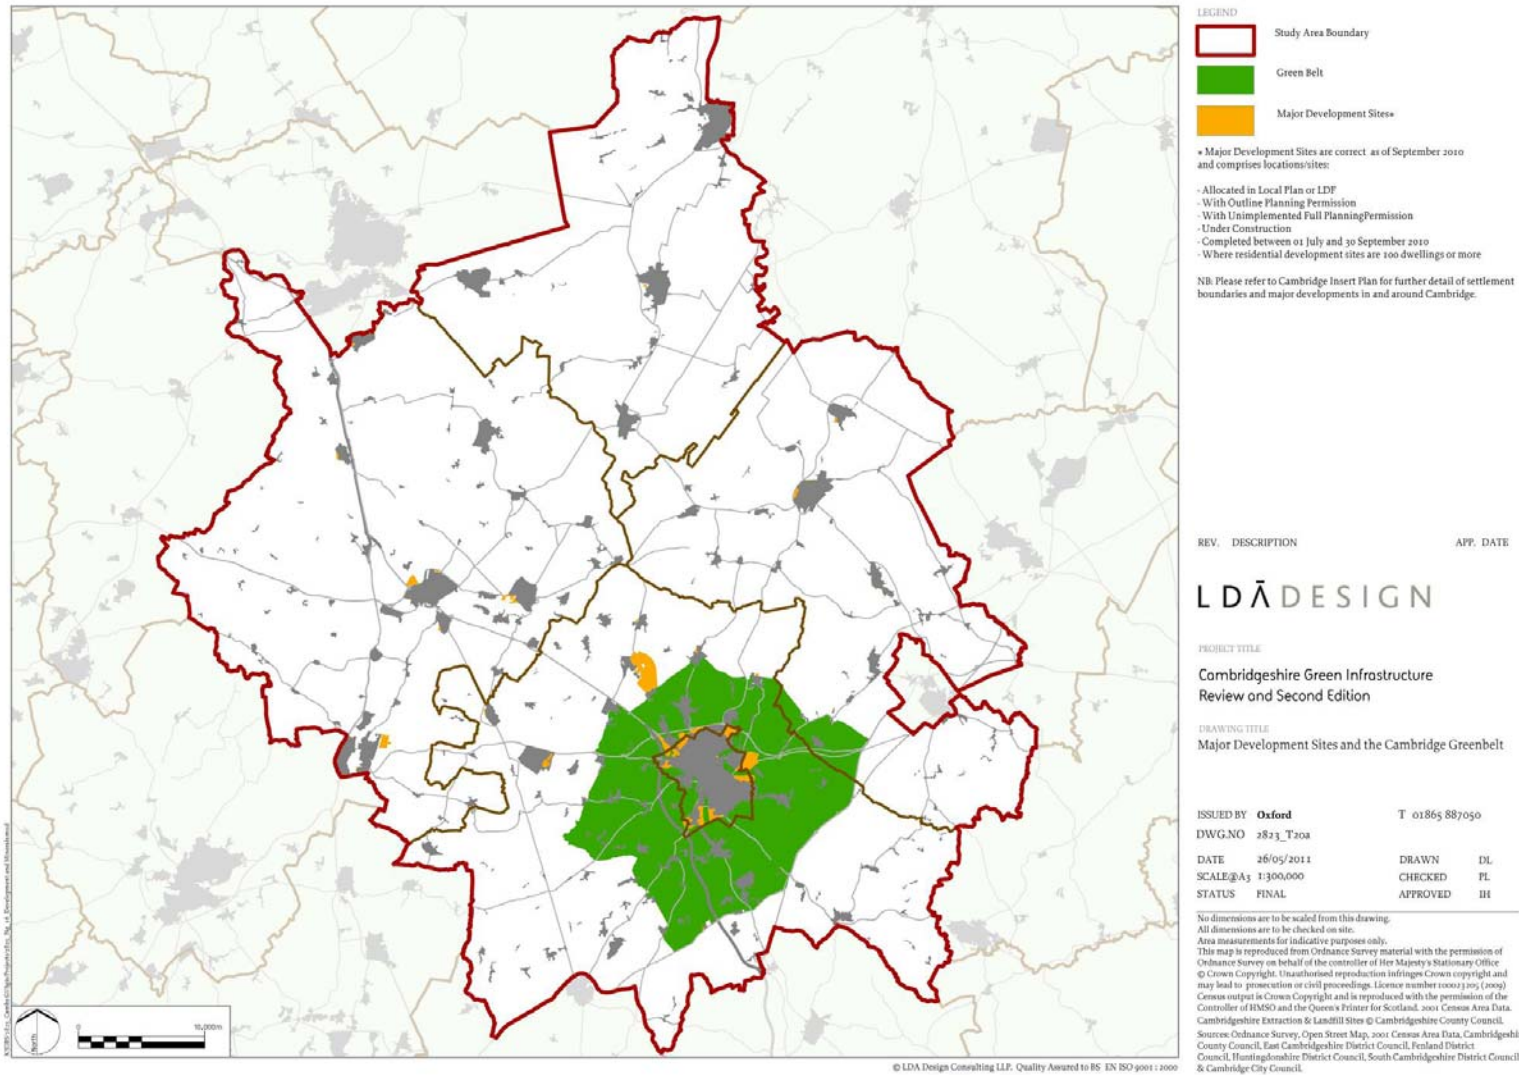 LEGEND
Study Area Boundary
Green Belt
Major Development Sites*
* Major Development Sites are correct as of September 2010
and comprises locations/sites:
- Allocated in Local Plan or LDF
- With Outline Planning Permission
- With Unimplemented Full PlanningPermission
- Under Construction
- Completed between 01 July and 30 September 2010
- Where residential development sites are 100 dwellings or more
NB: Please refer to Cambridge Insert Plan for further detail of settlement
boundaries and major developments in and around Cambridge.
REV. DESCRIPTION APP. DATE
LDĀDESIGN
PROJECT TITLE
Cambridgeshire Green Infrastructure
Review and Second Edition
DRAWING TITLE
Major Development Sites and the Cambridge Greenbelt
ISSUED BY Oxford T 01865 887050
DWG.NO 2823_T20a
DATE 26/05/2011 DRAWN DL
SCALE@A3 1:300,000 CHECKED PL
STATUS FINAL APPROVED IH
No dimensions are to be scaled from this drawing.
All dimensions are to be checked on site.
Area measurements for indicative purposes only.
This map is reproduced from Ordnance Survey material with the permission of
Ordnance Survey on behalf of the controller of Her Majesty's Stationary Office
© Crown Copyright. Unauthorised reproduction infringes Crown copyright and
may lead to prosecution or civil proceedings. Licence number 100023205 (2009)
Census output is Crown Copyright and is reproduced with the permission of the
Controller of HMSO and the Queen's Printer for Scotland. 2001 Census Area Data.
Cambridgeshire Extraction & Landfill Sites © Cambridgeshire County Council.
Sources: Ordnance Survey, Open Street Map, 2001 Census Area Data, Cambridgeshi
County Council, East Cambridgeshire District Council, Fenland District
Council, Huntingdonshire District Council, South Cambridgeshire District Council
& Cambridge City Council.
North
0 10,000m
© LDA Design Consulting LLP. Quality Assured to BS EN ISO 9001 : 2000